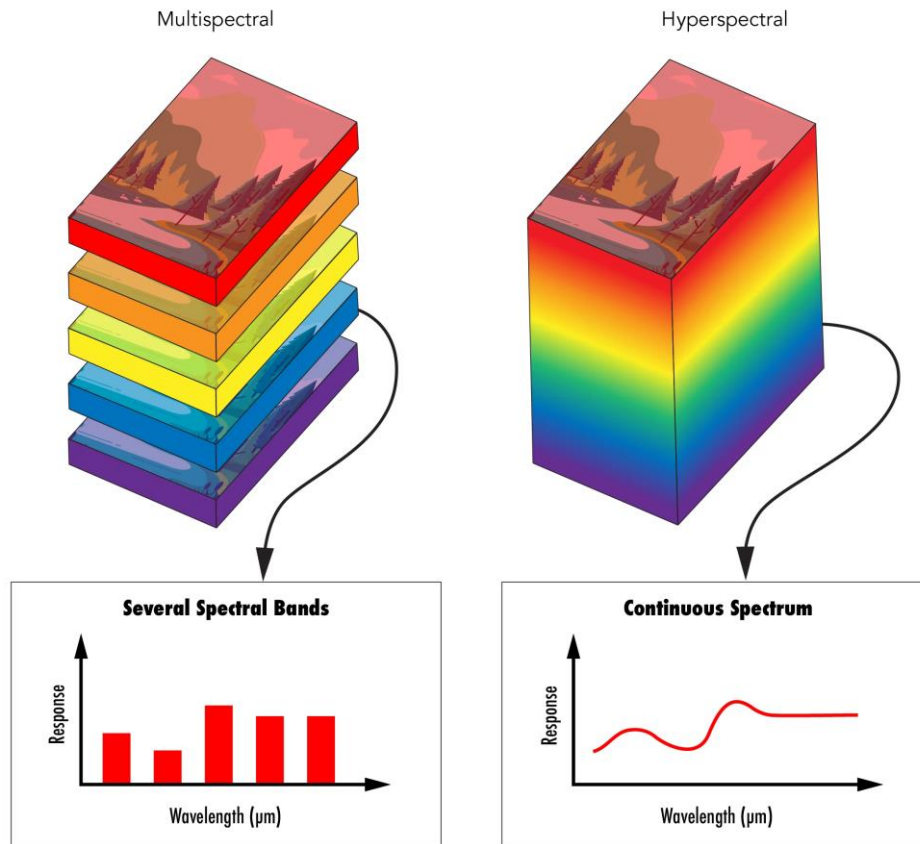 Multispectral
Hyperspectral
Several Spectral Bands
Response
Wavelength (µm)
Continuous Spectrum
Response
Wavelength (µm)